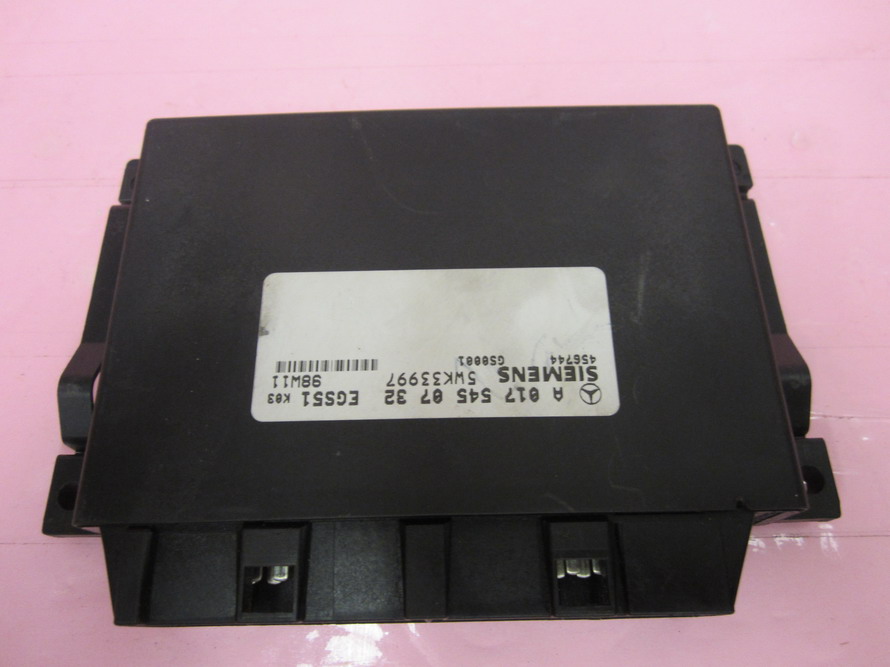 A 017 545 07 32 EGS51 K03
SIEMENS 5WK33997 98W11
456744 GS0001